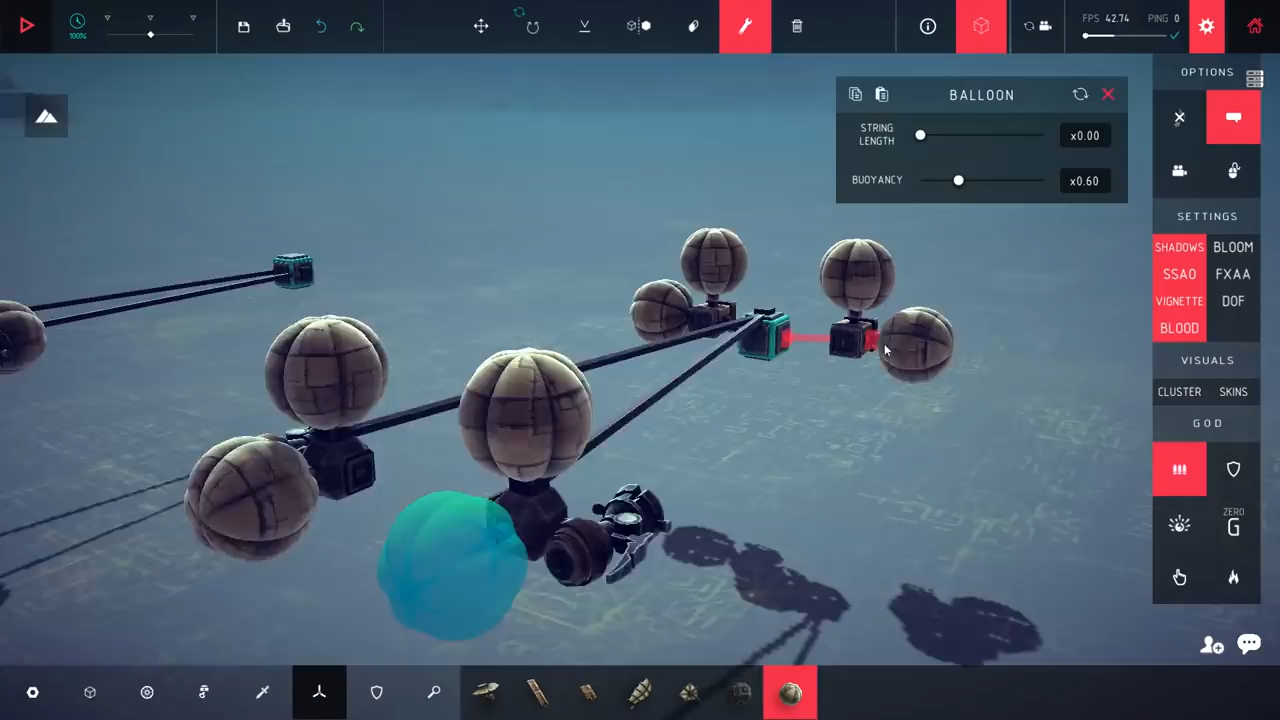 100%
FPS 42.74 PING 0
BALLOON
STRING
LENGTH
x0.00
BUOYANCY
x0.60
OPTIONS
SETTINGS
SHADOWS BLOOM
SSAO FXAA
VIGNETTE DOF
BLOOD
VISUALS
CLUSTER SKINS
GOD
ZERO
G